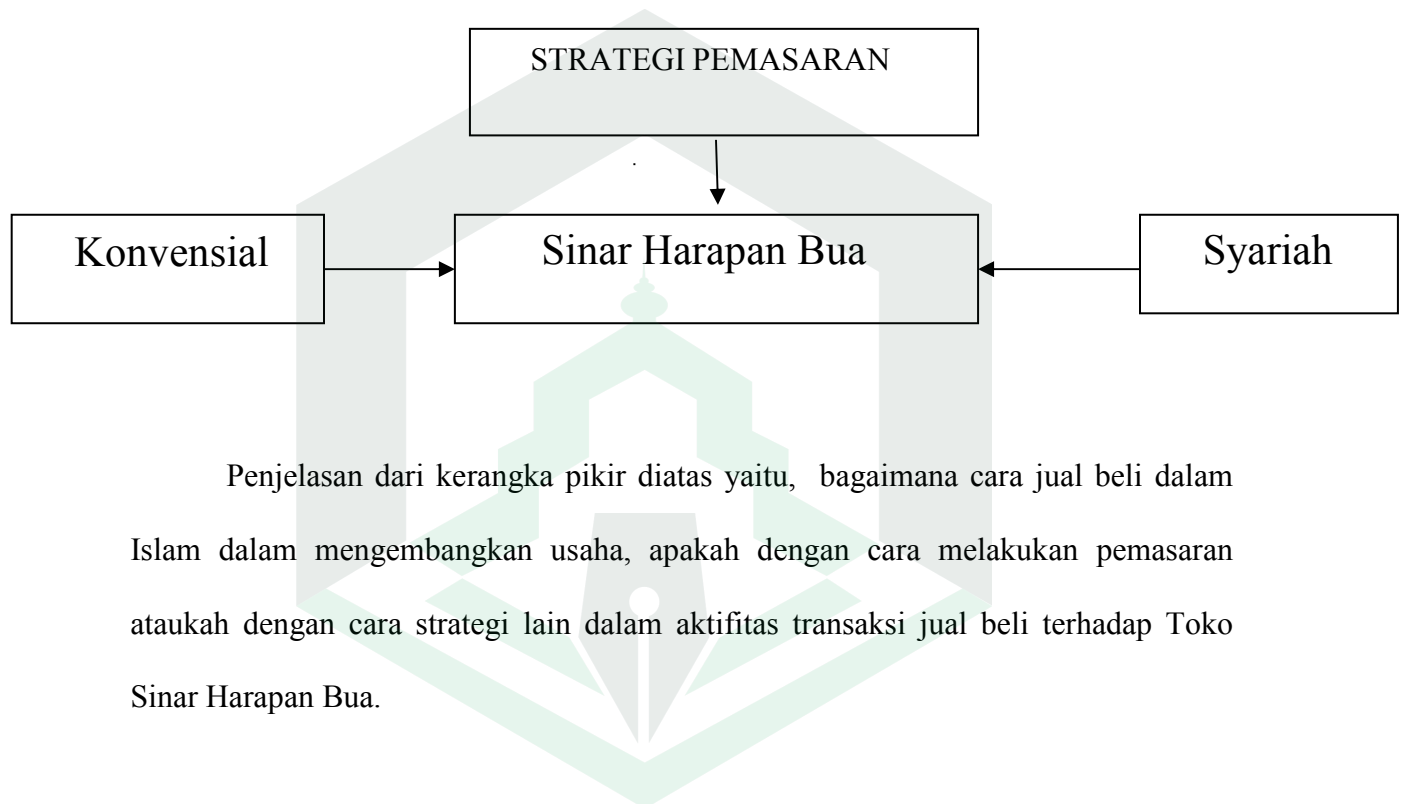 STRATEGI PEMASARAN
Konvensial
Sinar Harapan Bua
Syariah
Penjelasan dari kerangka pikir diatas yaitu, bagaimana cara jual beli dalam
Islam dalam mengembangkan usaha, apakah dengan cara melakukan pemasaran
ataukah dengan cara strategi lain dalam aktifitas transaksi jual beli terhadap Toko
Sinar Harapan Bua.